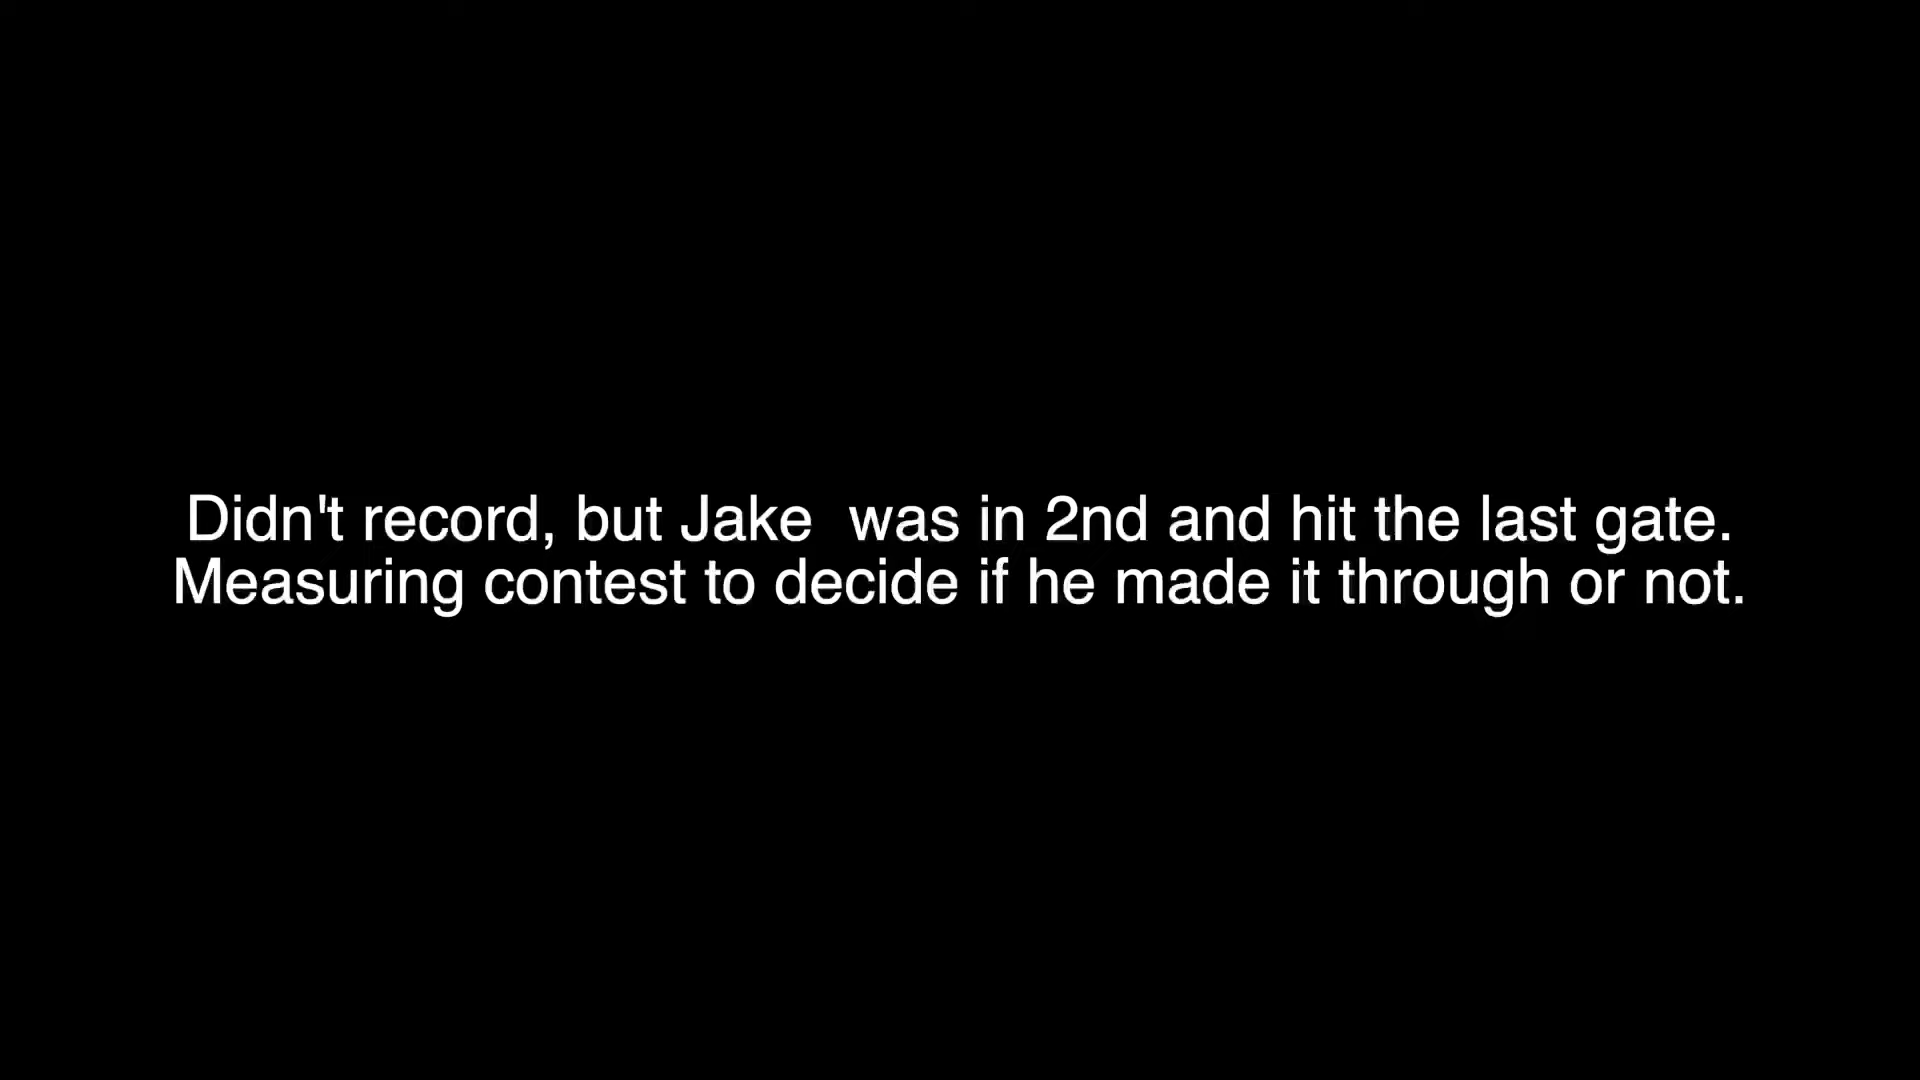 Didn't record, but Jake  was in 2nd and hit the last gate.
Measuring contest to decide if he made it through or not.